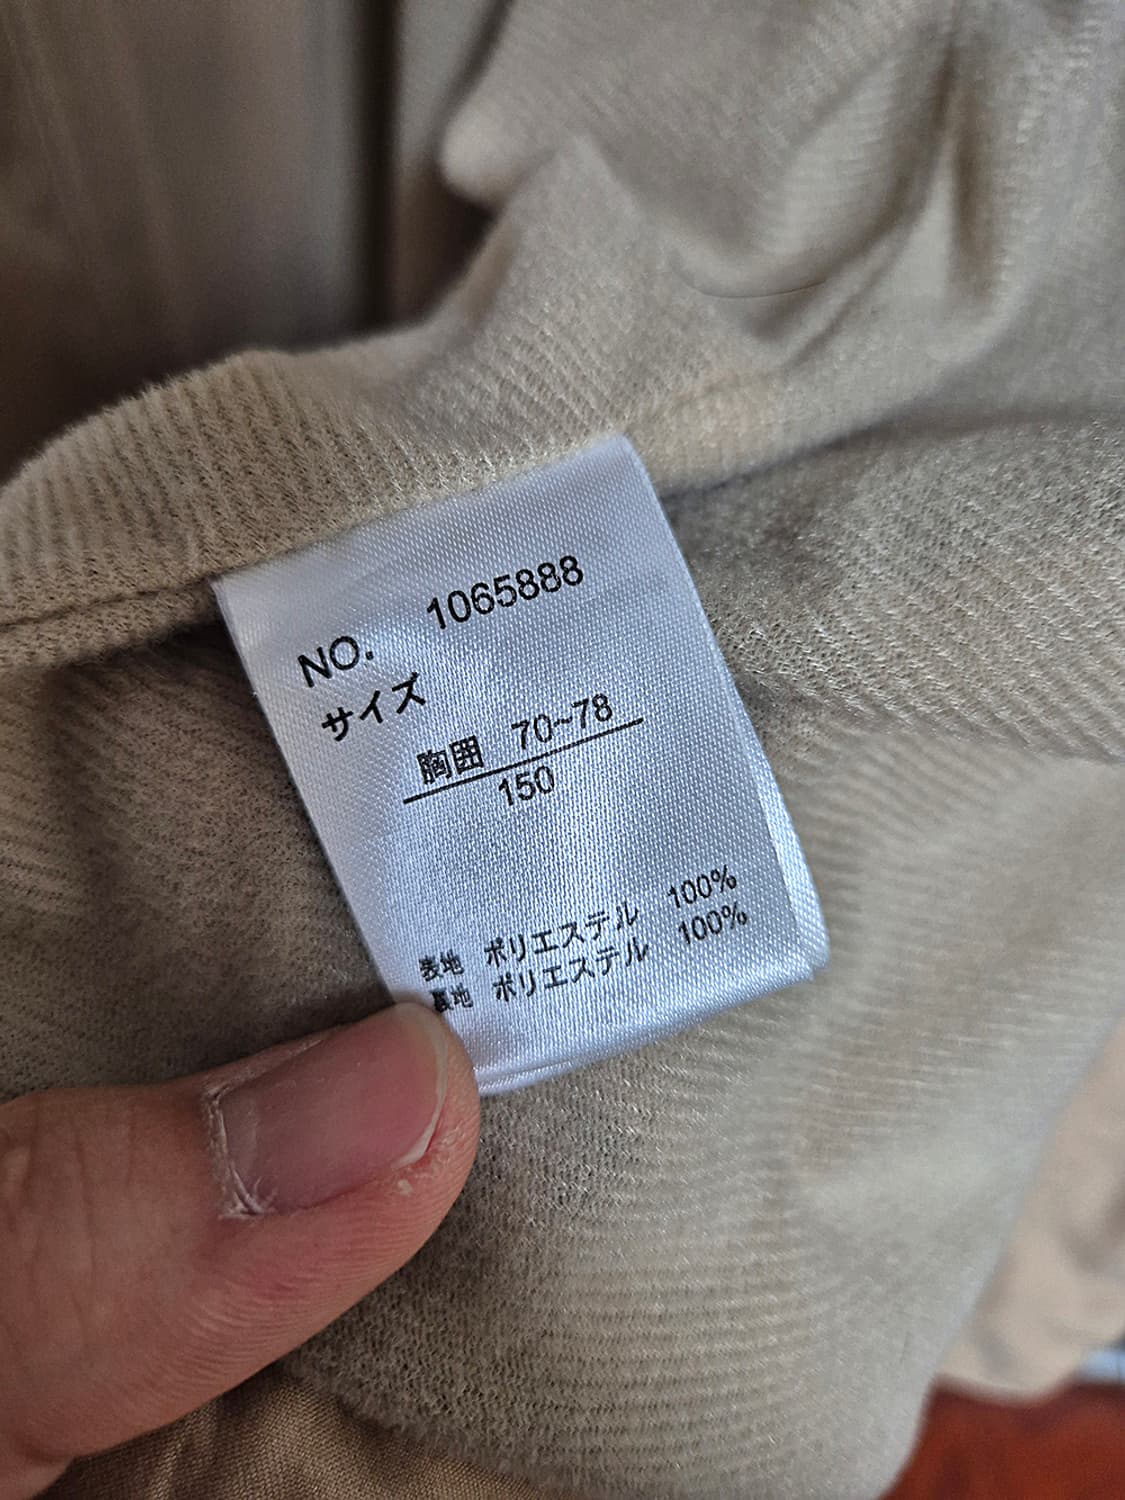 NO. 1065888
サイズ
胸囲 70~78
150
表地 ポリエステル 100%
裏地 ポリエステル 100%